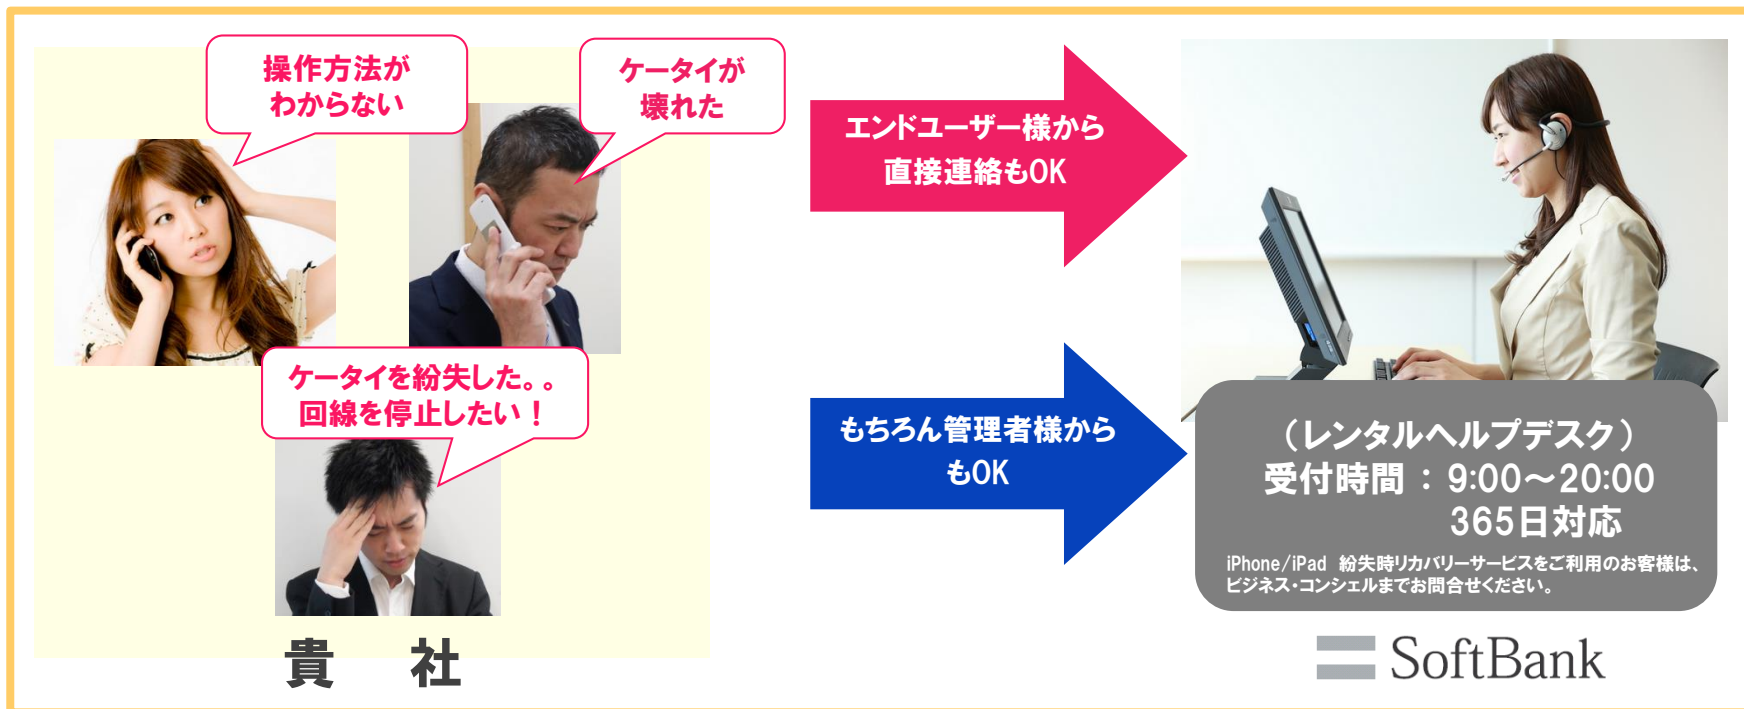 操作方法が
わからない
ケータイが
壊れた
ケータイを紛失した。。
回線を停止したい！
貴　社
エンドユーザー様から
直接連絡もOK
もちろん管理者様から
もOK
（レンタルヘルプデスク）
受付時間 ： 9:00～20:00
365日対応
iPhone/iPad　紛失時リカバリーサービスをご利用のお客様は、
ビジネス・コンシェルまでお問合せください。
SoftBank